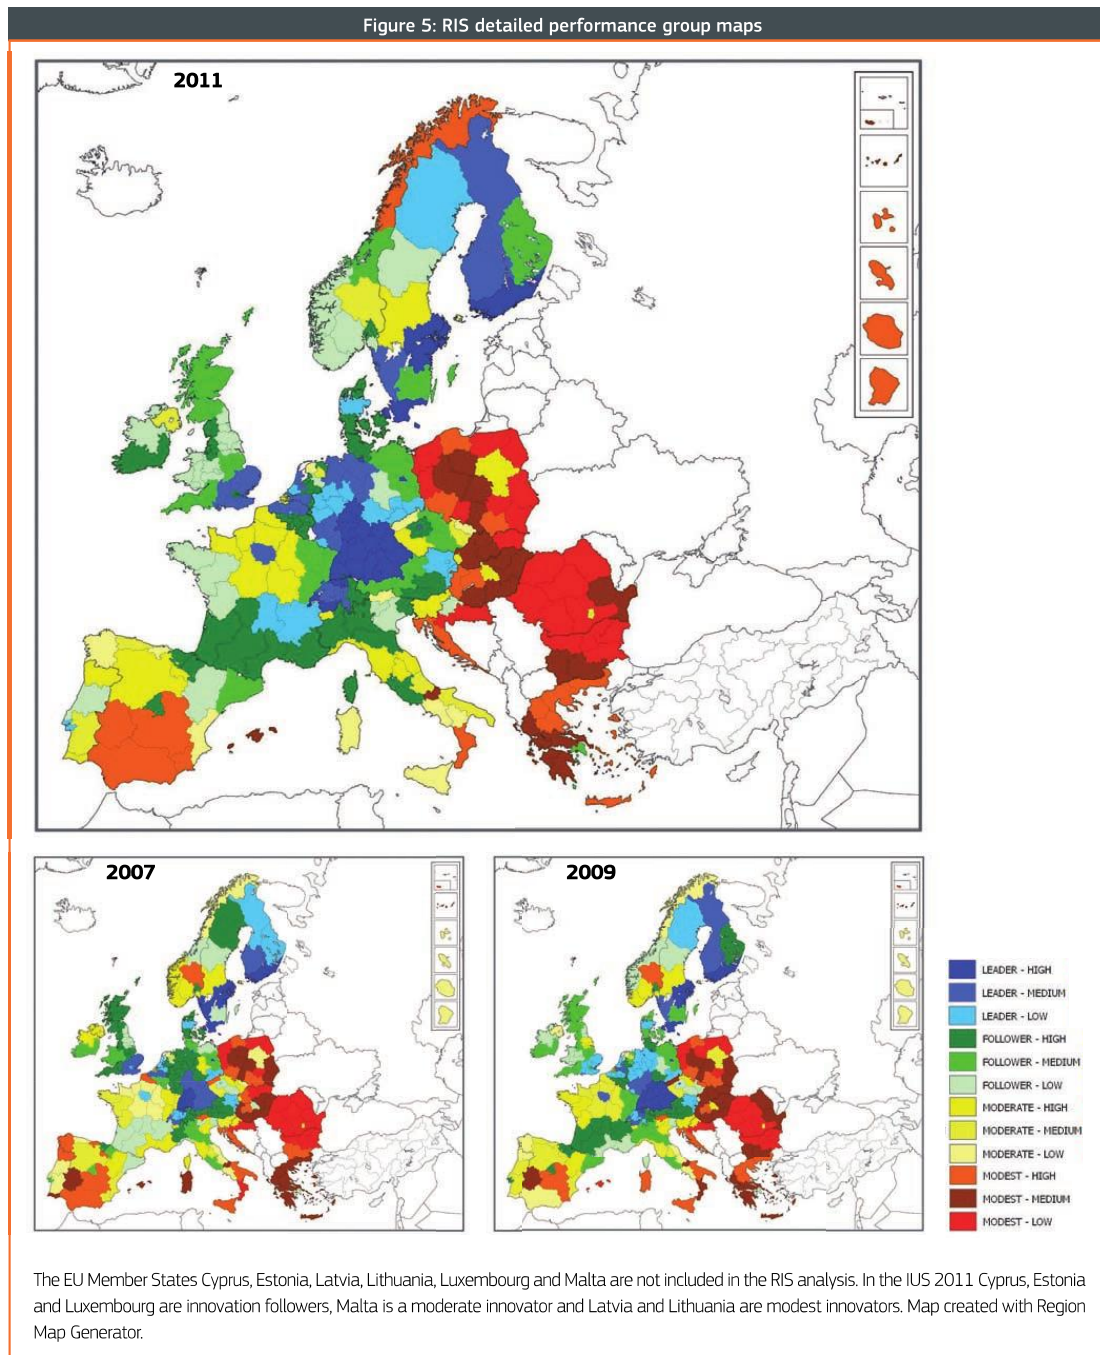 Figure 5: RIS detailed performance group maps
2011
2007
2009
LEADER - HIGH
LEADER - MEDIUM
LEADER - LOW
FOLLOWER - HIGH
FOLLOWER - MEDIUM
FOLLOWER - LOW
MODERATE - HIGH
MODERATE - MEDIUM
MODERATE - LOW
MODEST - HIGH
MODEST - MEDIUM
MODEST - LOW
The EU Member States Cyprus, Estonia, Latvia, Lithuania, Luxembourg and Malta are not included in the RIS analysis. In the IUS 2011 Cyprus, Estonia
and Luxembourg are innovation followers, Malta is a moderate innovator and Latvia and Lithuania are modest innovators. Map created with Region
Map Generator.